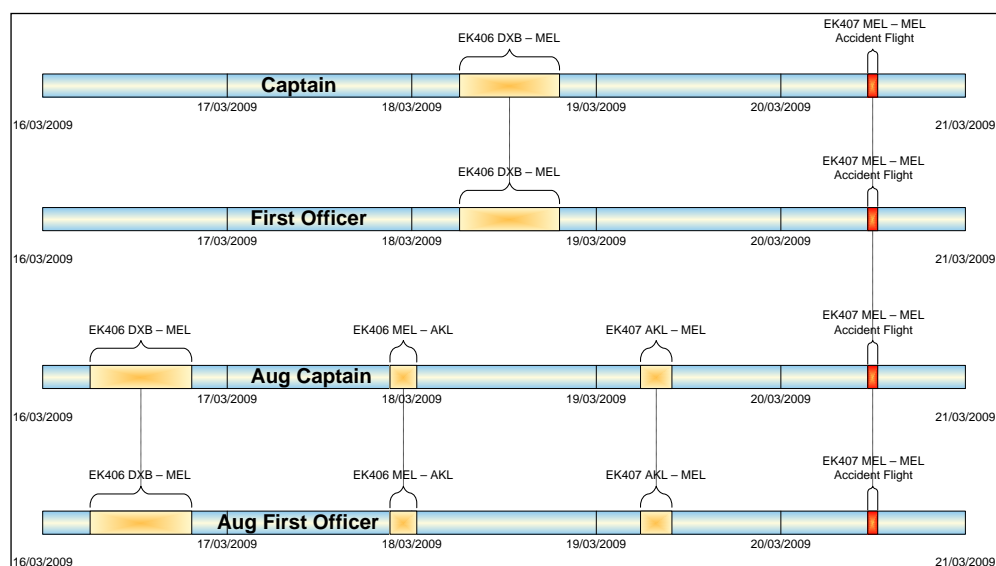 EK406 DXB – MEL
EK407 MEL – MEL
Accident Flight
Captain
17/03/2009 18/03/2009 19/03/2009 20/03/2009
16/03/2009 21/03/2009
EK406 DXB – MEL
EK407 MEL – MEL
Accident Flight
First Officer
17/03/2009 18/03/2009 19/03/2009 20/03/2009
16/03/2009 21/03/2009
EK406 DXB – MEL EK406 MEL – AKL EK407 AKL – MEL
EK407 MEL – MEL
Accident Flight
Aug Captain
17/03/2009 18/03/2009 19/03/2009 20/03/2009
16/03/2009 21/03/2009
EK406 DXB – MEL EK406 MEL – AKL EK407 AKL – MEL
EK407 MEL – MEL
Accident Flight
Aug First Officer
17/03/2009 18/03/2009 19/03/2009 20/03/2009
16/03/2009 21/03/2009